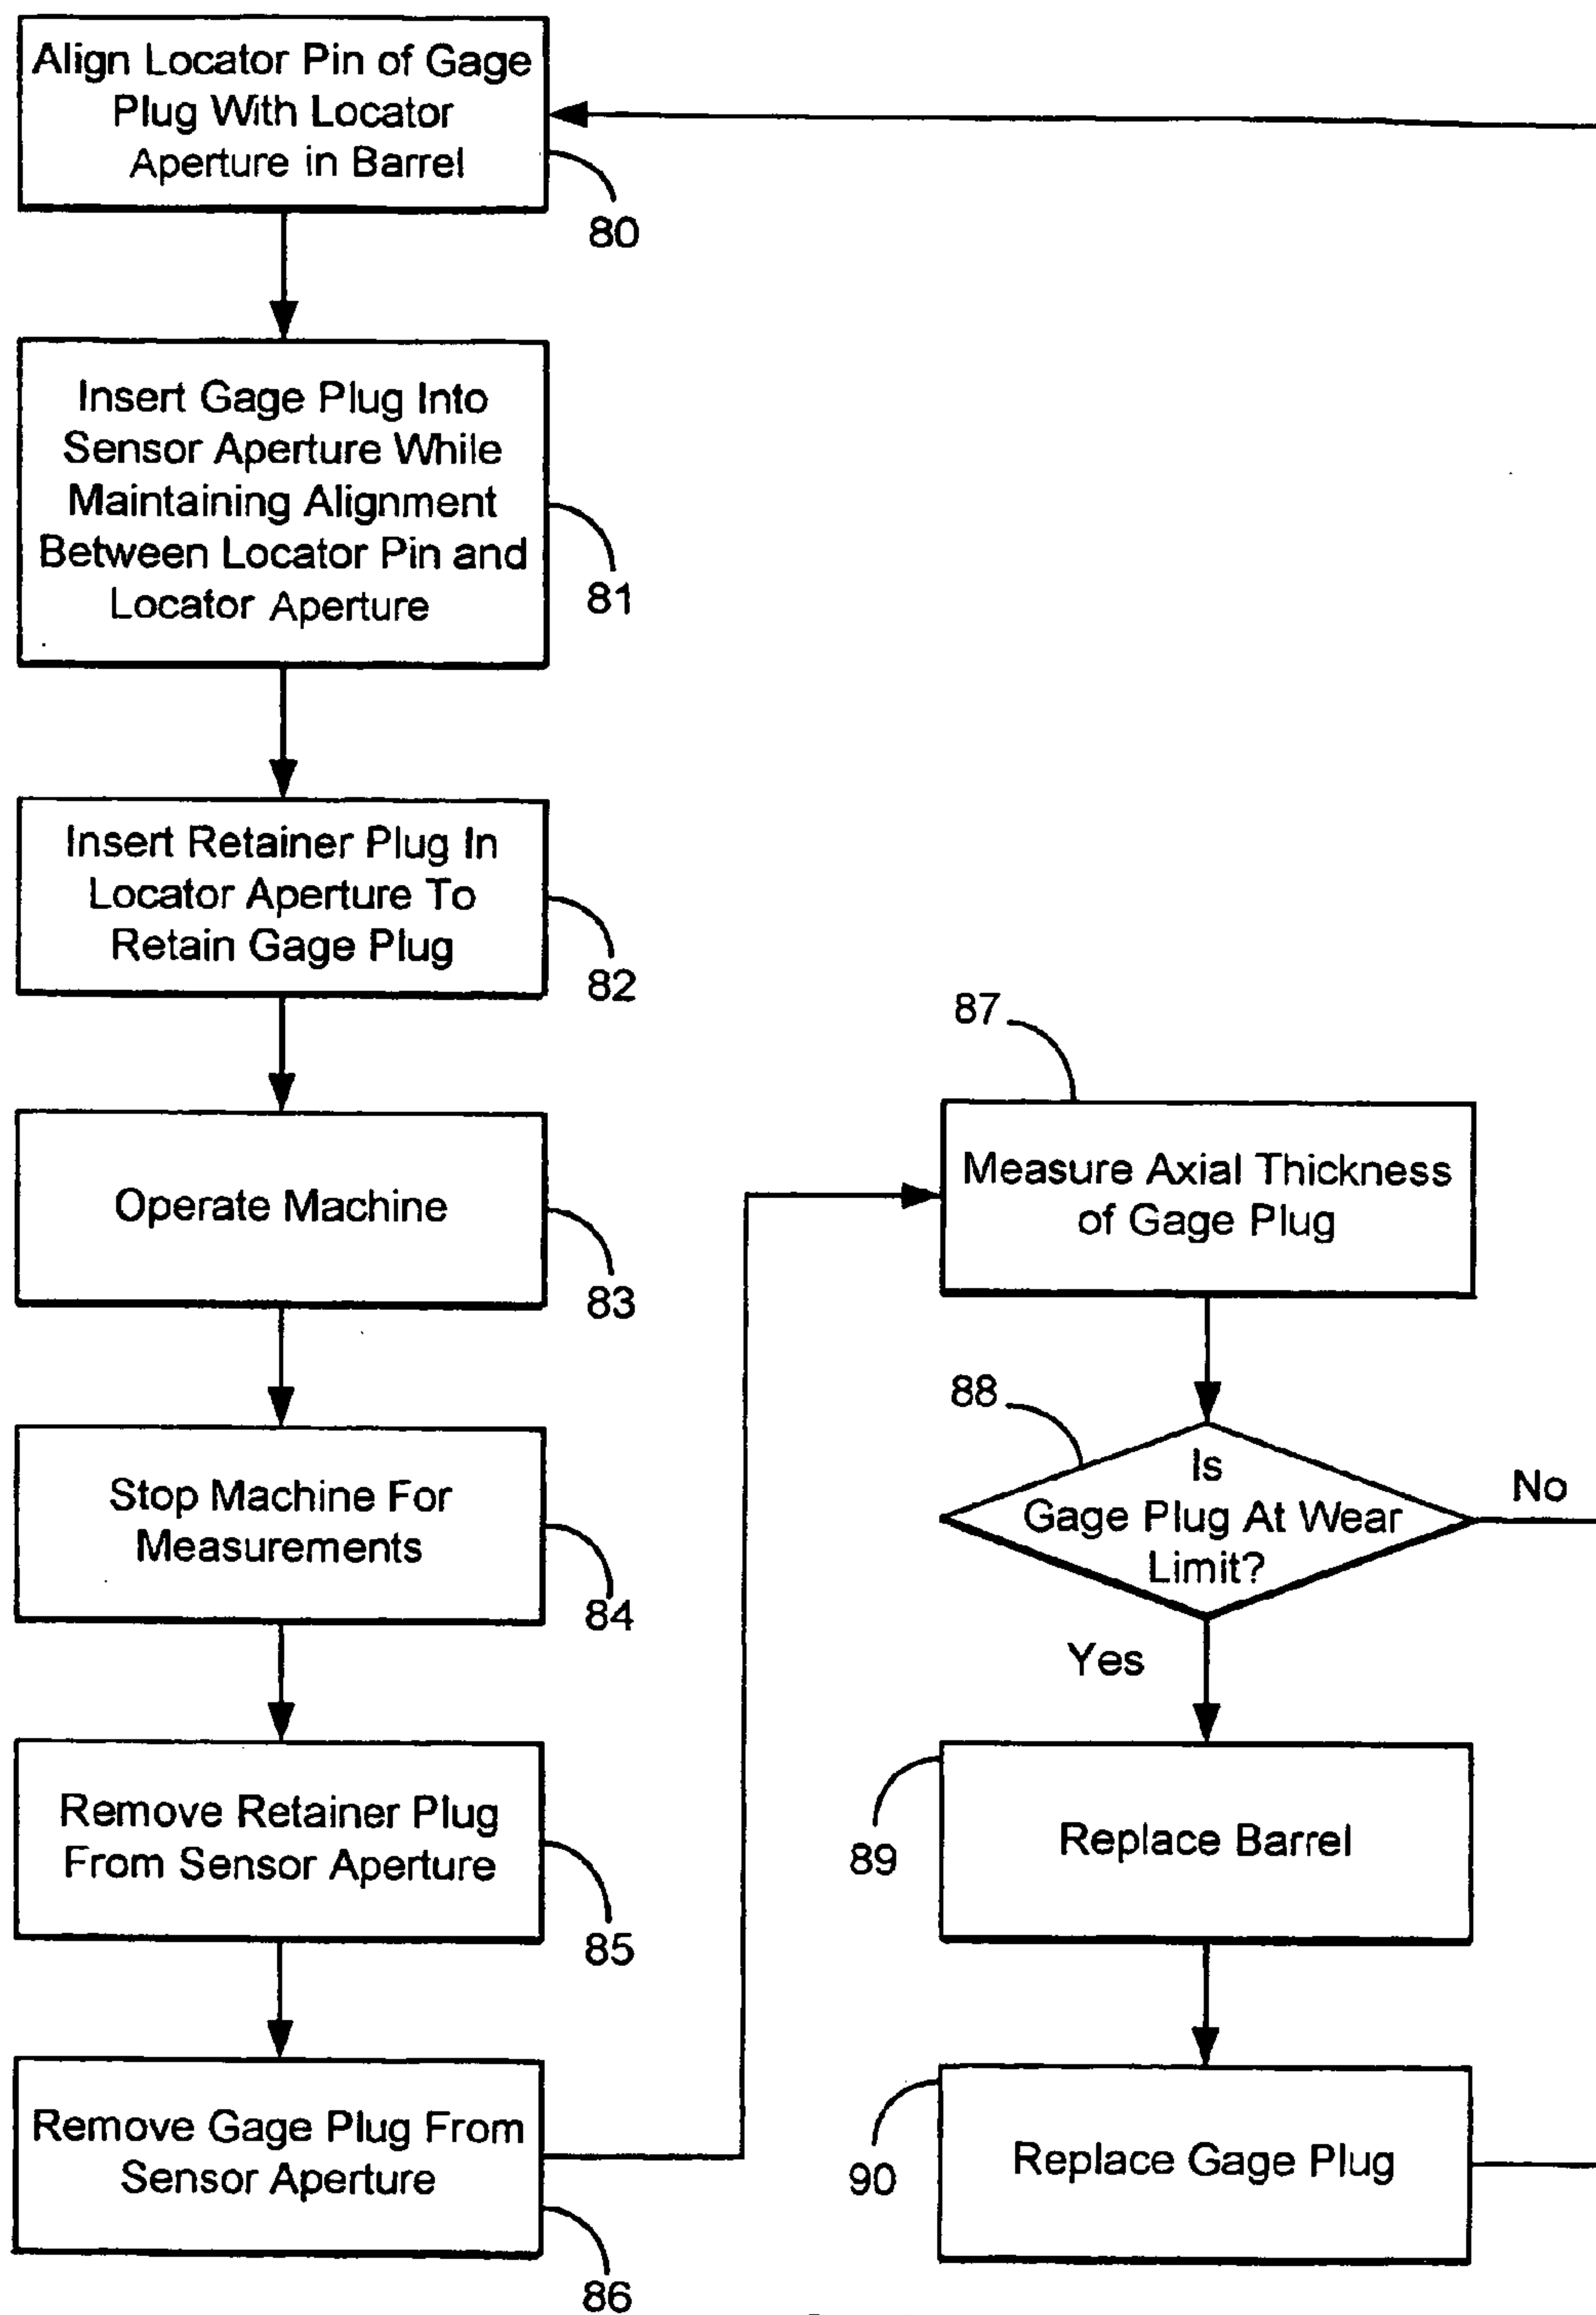 Align Locator Pin of Gage
Plug With Locator
Aperture in Barrel
80
Insert Gage Plug Into
Sensor Aperture While
Maintaining Alignment
Between Locator Pin and
Locator Aperture
81
Insert Retainer Plug In
Locator Aperture To
Retain Gage Plug
82
Operate Machine
83
Stop Machine For
Measurements
84
Remove Retainer Plug
From Sensor Aperture
85
Remove Gage Plug From
Sensor Aperture
86
87
Measure Axial Thickness
of Gage Plug
88
Is
Gage Plug At Wear
Limit?
No
Yes
Replace Barrel
89
Replace Gage Plug
90